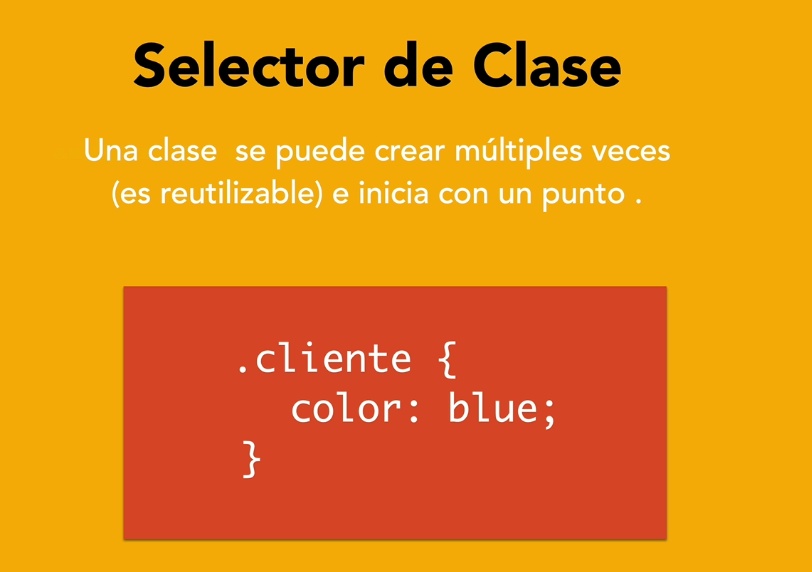 Selector de Clase
Una clase se puede crear múltiples veces
(es reutilizable) e inicia con un punto .
.cliente {
color: blue;
}